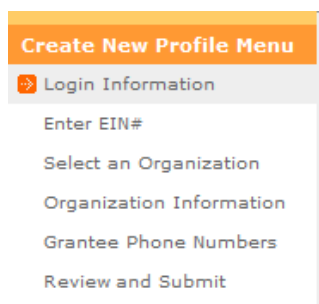 Create New Profile Menu
Login Information
Enter EIN#
Select an Organization
Organization Information
Grantee Phone Numbers
Review and Submit